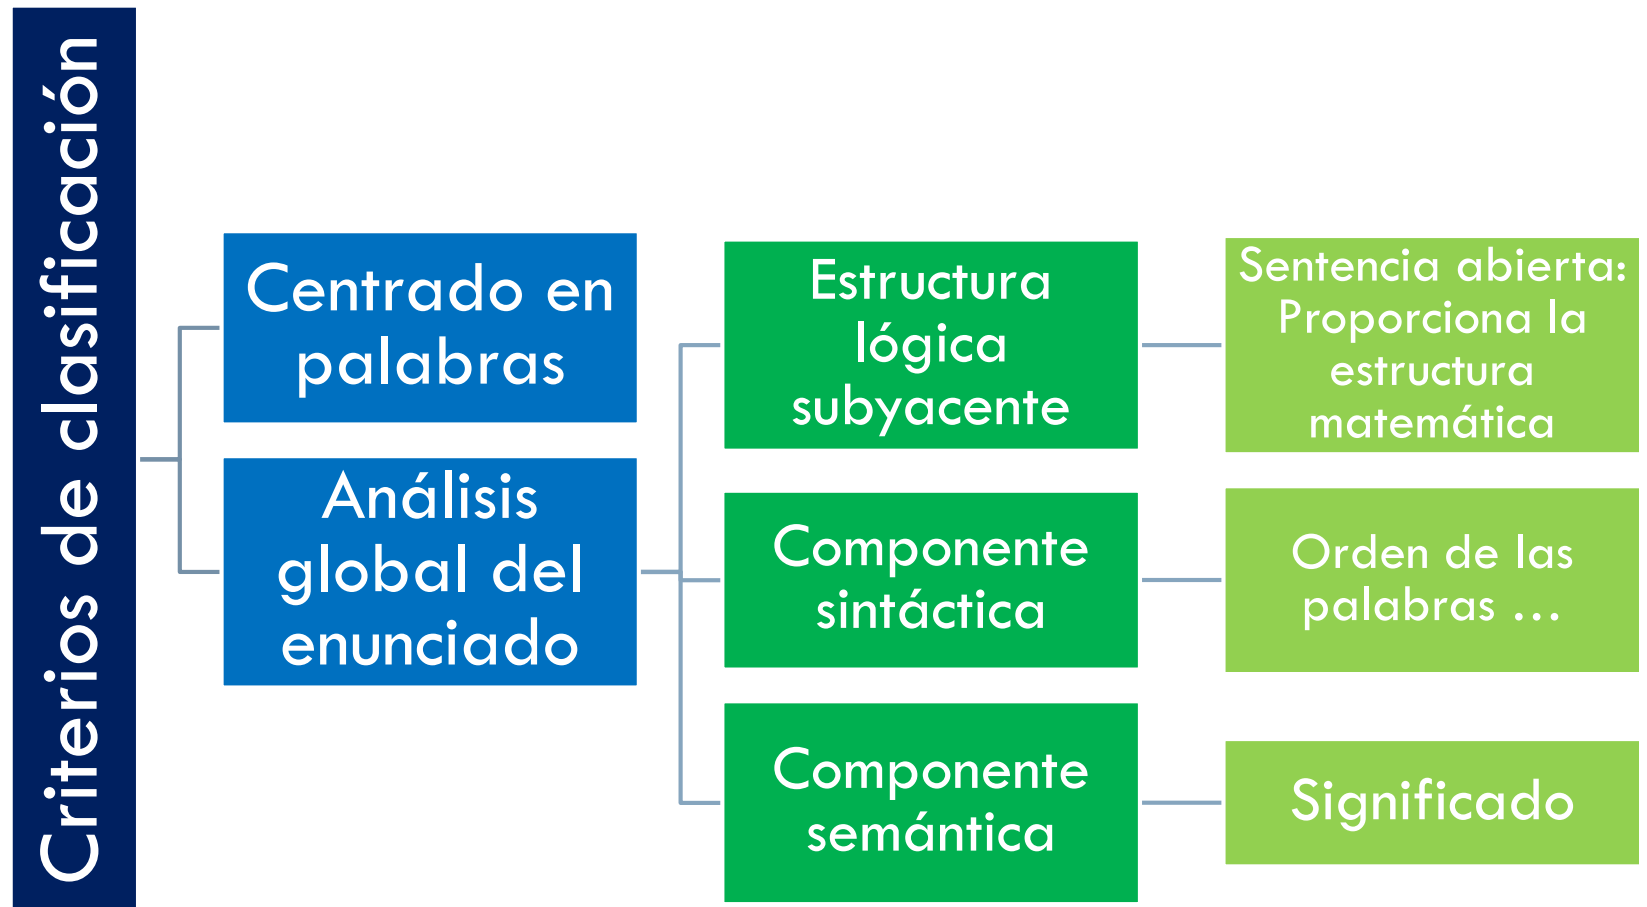 Criterios de clasificación
Centrado en
palabras
Análisis
global del
enunciado
Estructura
lógica
subyacente
Sentencia abierta:
Proporciona la
estructura
matemática
Componente
sintáctica
Orden de las
palabras …
Componente
semántica
Significado